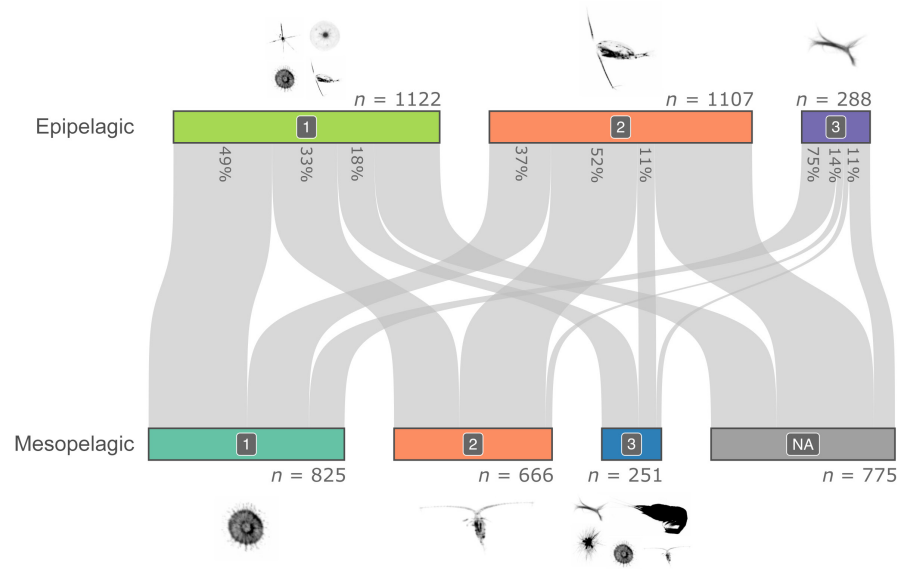 n = 1122
n = 1107
n = 288
Epipelagic
1
2
3
49%
33%
18%
37%
52%
11%
75%
14%
11%
Mesopelagic
1
2
3
NA
n = 825
n = 666
n = 251
n = 775